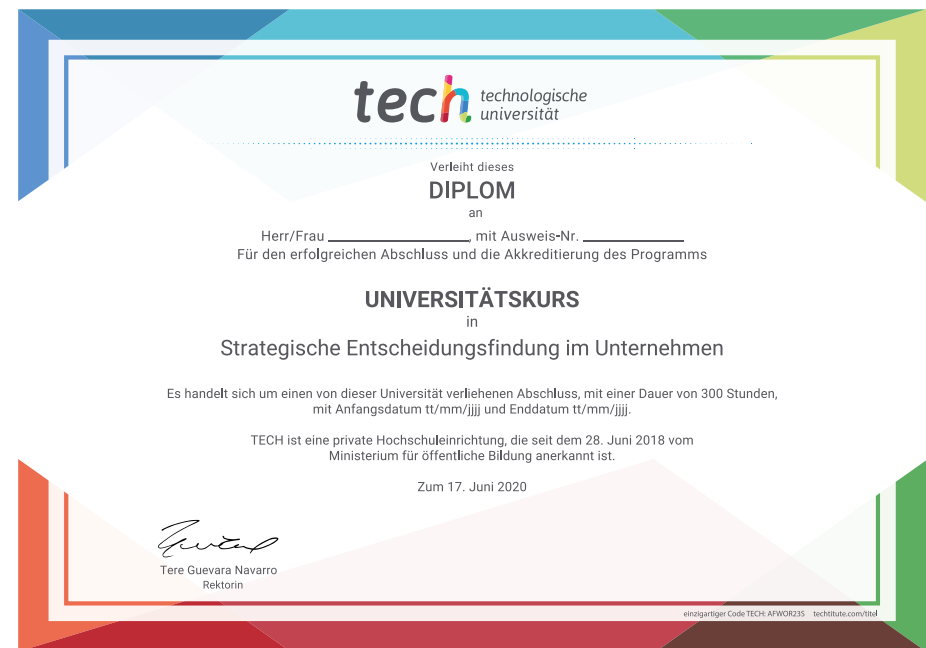 tech technologische
universität
Verleiht dieses
DIPLOM
an
Herr/Frau ____________________, mit Ausweis-Nr. ______________
Für den erfolgreichen Abschluss und die Akkreditierung des Programms
UNIVERSITÄTSKURS
in
Strategische Entscheidungsfindung im Unternehmen
Es handelt sich um einen von dieser Universität verliehenen Abschluss, mit einer Dauer von 300 Stunden,
mit Anfangsdatum tt/mm/jjjj und Enddatum tt/mm/jjjj.
TECH ist eine private Hochschuleinrichtung, die seit dem 28. Juni 2018 vom
Ministerium für öffentliche Bildung anerkannt ist.
Zum 17. Juni 2020
Tere Guevara Navarro
Rektorin
einzigartiger Code TECH: AFWOR23S techtitute.com/titel